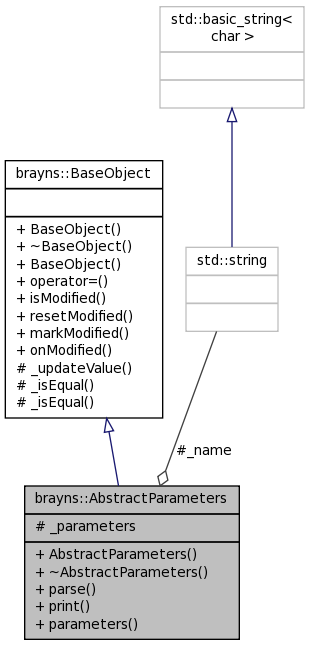 std::basic_string<
char >
brayns::BaseObject
+ BaseObject()
+ ~BaseObject()
+ BaseObject()
+ operator=()
+ isModified()
+ resetModified()
+ markModified()
+ onModified()
# _updateValue()
# _isEqual()
# _isEqual()
std::string
#_name
brayns::AbstractParameters
# _parameters
+ AbstractParameters()
+ ~AbstractParameters()
+ parse()
+ print()
+ parameters()